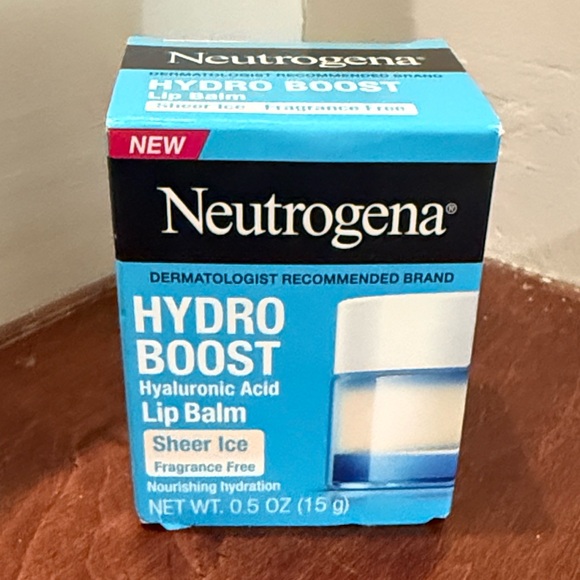 Neutrogena®
DERMATOLOGIST RECOMMENDED BRAND
HYDRO BOOST
Lip Balm
Sheer Ice Fragrance Free
NEW
Neutrogena®
DERMATOLOGIST RECOMMENDED BRAND
HYDRO
BOOST
Hyaluronic Acid
Lip Balm
Sheer Ice
Fragrance Free
Nourishing hydration
NET WT. 0.5 OZ (15 g)